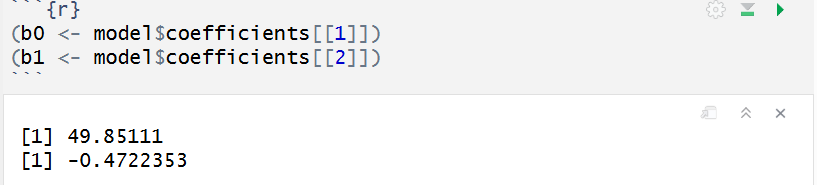 ```{r}
(b0 <- model$coefficients[[1]])
(b1 <- model$coefficients[[2]])
```
[1] 49.85111
[1] -0.4722353